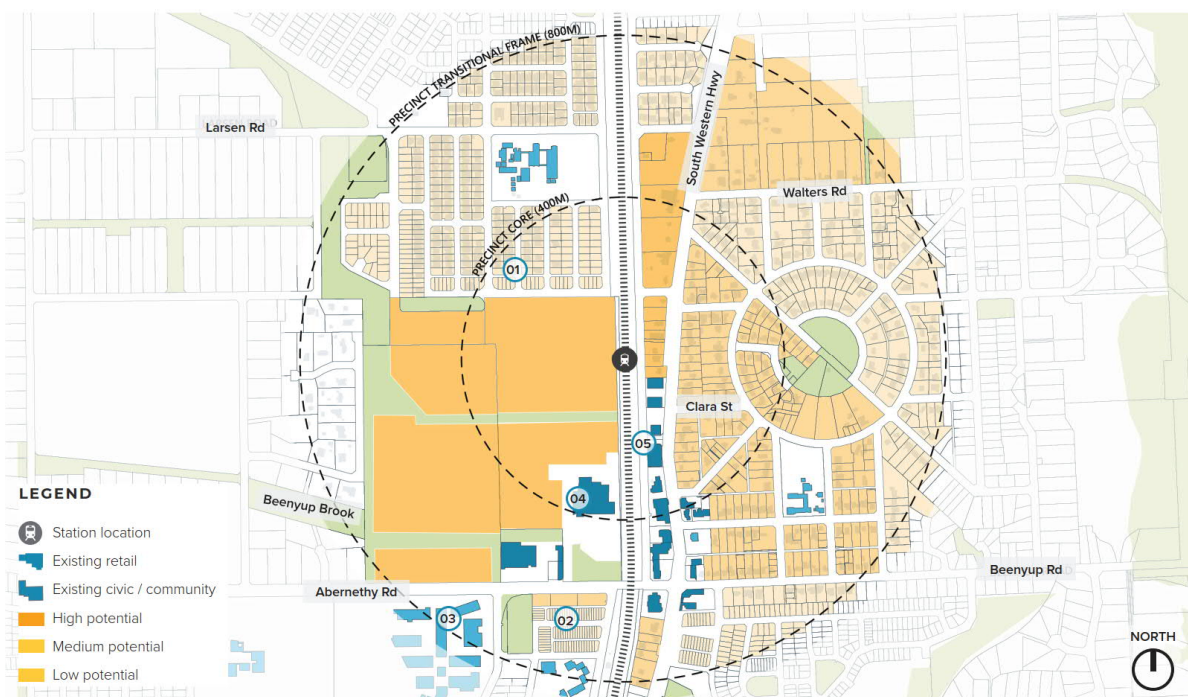 PRECINCT TRANSITIONAL FRAME (800M)
South Western Hwy
Larsen Rd
Walters Rd
PRECINCT CORE (400M)
01
Clara St
05
04
LEGEND
Beenyup Brook
Station location
Existing retail
Existing civic / community
High potential
Medium potential
Low potential
Beenyup Rd
Abernethy Rd
03
02
NORTH